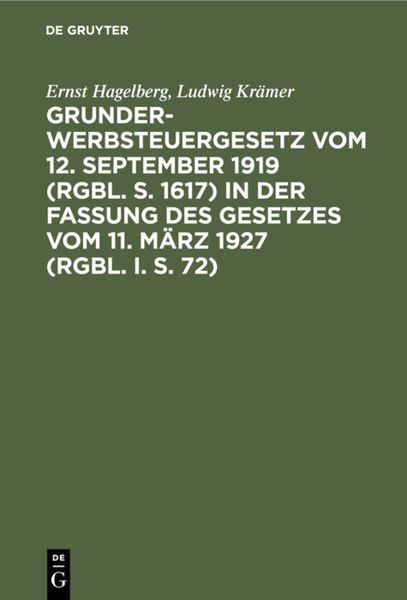 DE GRUYTER
Ernst Hagelberg, Ludwig Krämer
GRUNDER-
WERBSTEUERGESETZ VOM
12. SEPTEMBER 1919
(RGBL. S. 1617) IN DER
FASSUNG DES GESETZES
VOM 11. MÄRZ 1927
(RGBL. I. S. 72)
DE
G